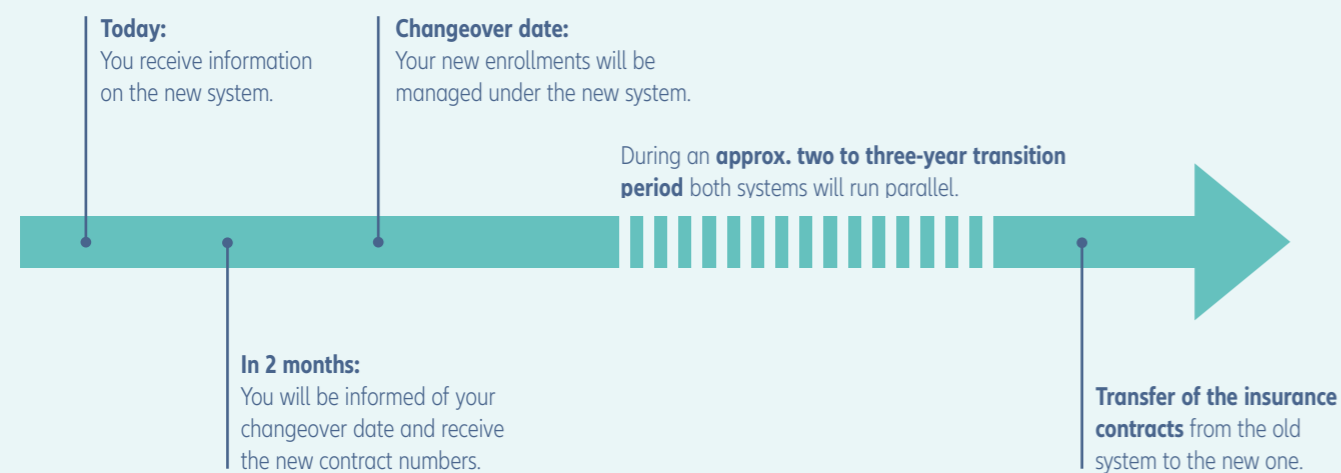 Today:
You receive information
on the new system.
Changeover date:
Your new enrollments will be
managed under the new system.
During an approx. two to three-year transition
period both systems will run parallel.
In 2 months:
You will be informed of your
changeover date and receive
the new contract numbers.
Transfer of the insurance
contracts from the old
system to the new one.